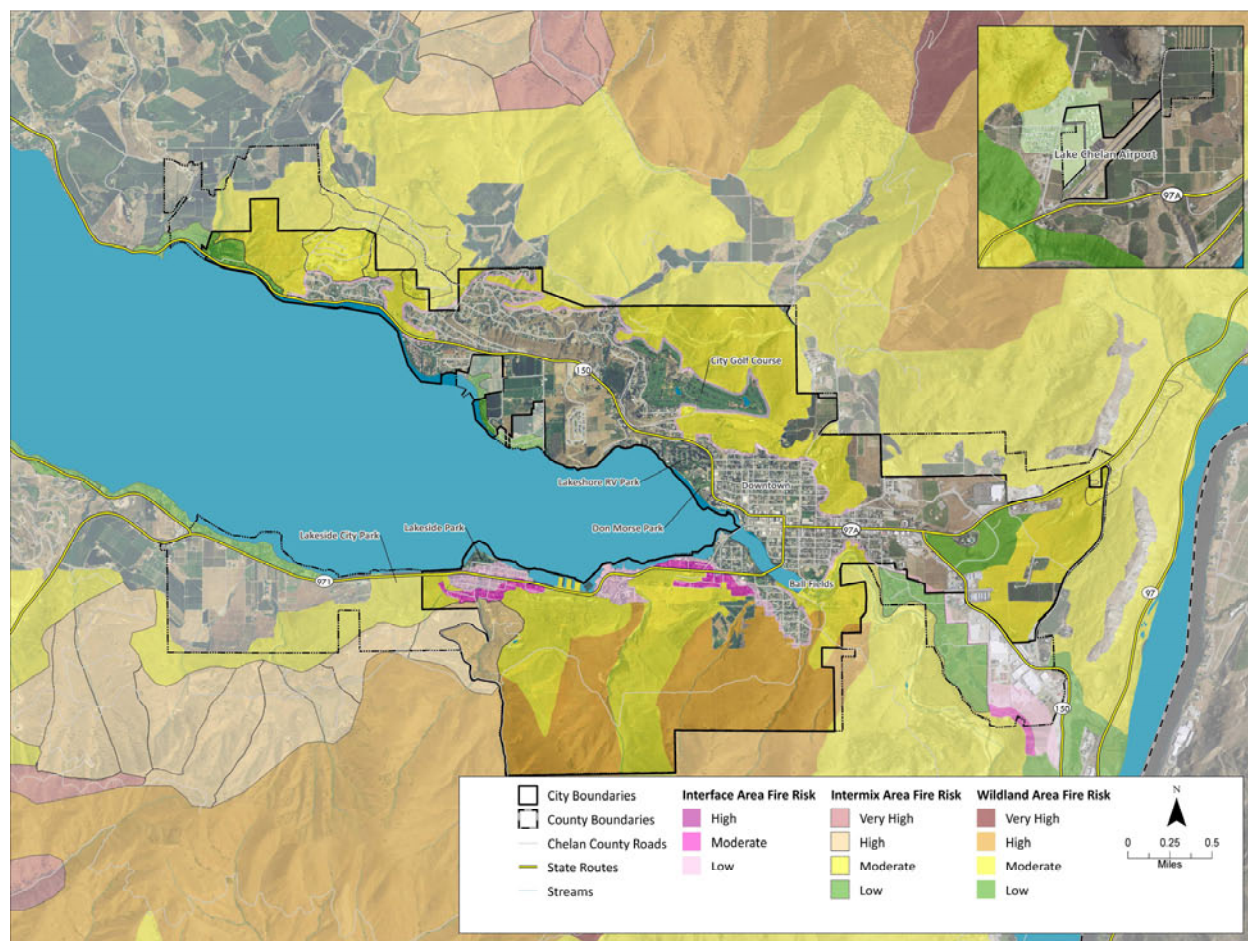 Lake Chelan Airport
97A
City Golf Course
150
Lakeshore RV Park
Downtown
Lakeside Park
Don Morse Park
97A
Lakeside City Park
971
Ball Fields
97
150
City Boundaries
County Boundaries
Chelan County Roads
State Routes
Streams
Interface Area Fire Risk
High
Moderate
Low
Intermix Area Fire Risk
Very High
High
Moderate
Low
Wildland Area Fire Risk
Very High
High
Moderate
Low
N
0 0.25 0.5
Miles